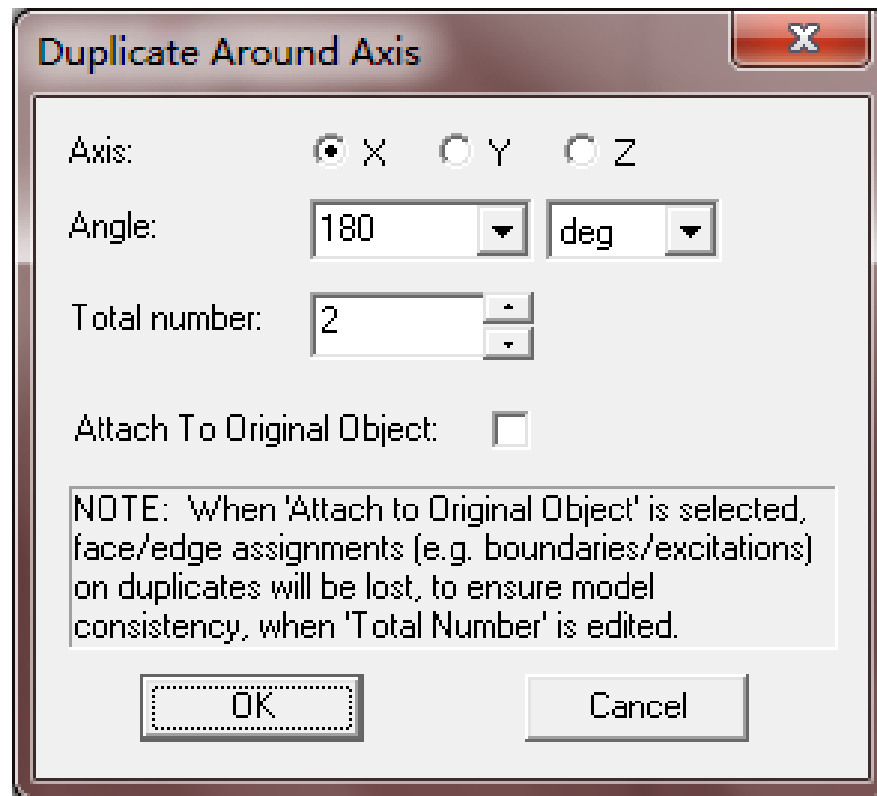 Duplicate Around Axis
Axis: X Y Z
Angle: 180 deg
Total number: 2
Attach To Original Object:
NOTE: When 'Attach to Original Object' is selected,
face/edge assignments (e.g. boundaries/excitations)
on duplicates will be lost, to ensure model
consistency, when 'Total Number' is edited.
OK Cancel